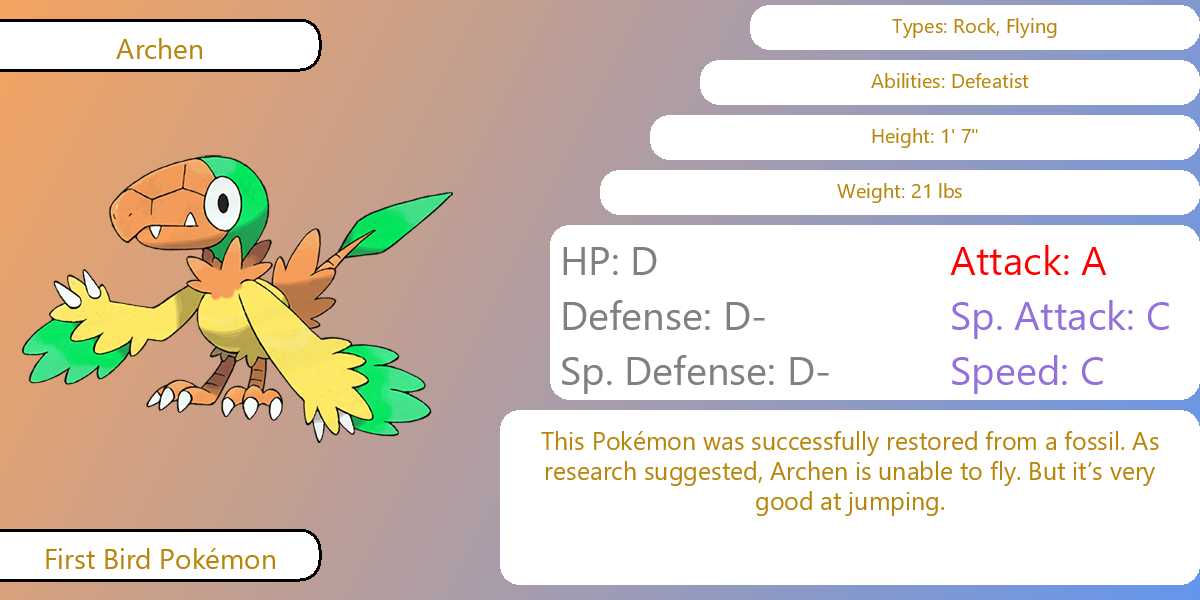 Archen
Types: Rock, Flying
Abilities: Defeatist
Height: 1' 7"
Weight: 21 lbs
HP: D
Attack: A
Defense: D-
Sp. Attack: C
Sp. Defense: D-
Speed: C
This Pokémon was successfully restored from a fossil. As
research suggested, Archen is unable to fly. But it’s very
good at jumping.
First Bird Pokémon